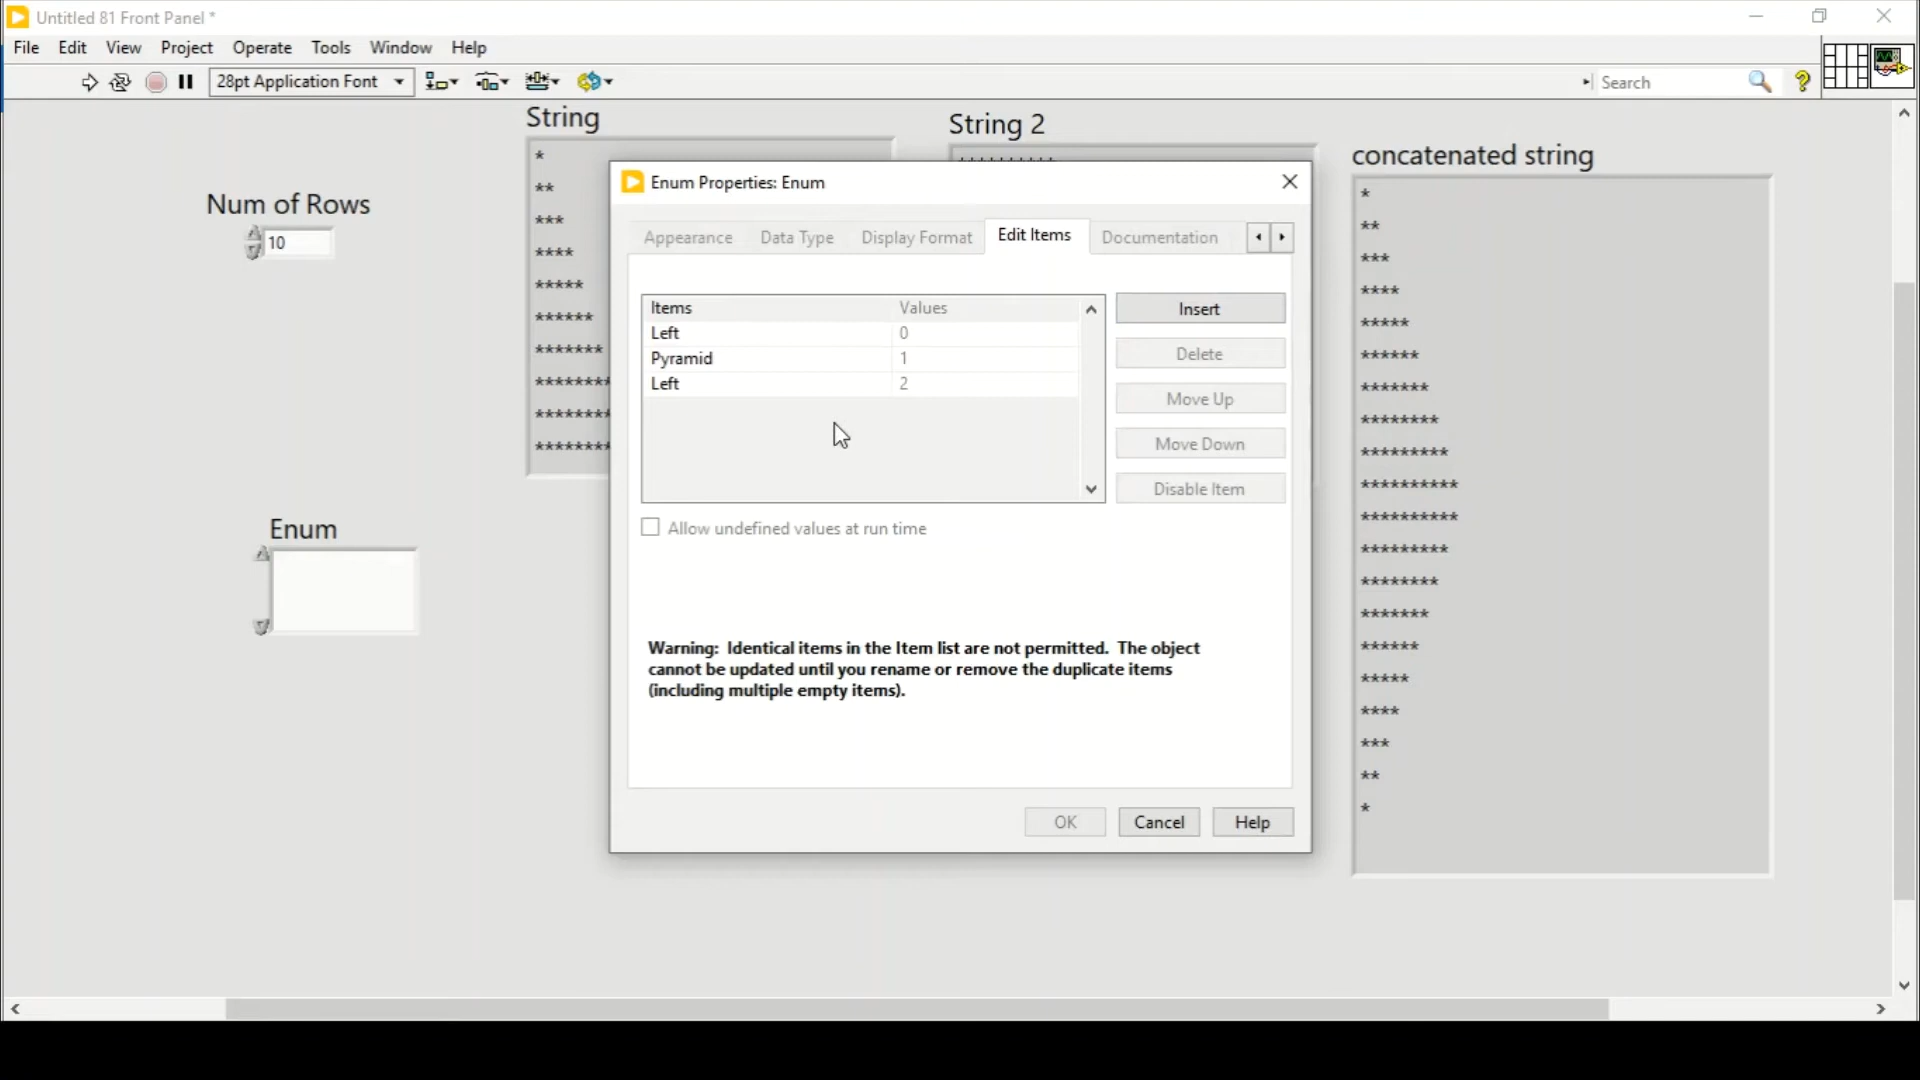 Untitled 81 Front Panel *
File Edit View Project Operate Tools Window Help
28pt Application Font
Search
String
*
**
***
****
*****
******
*******
String 2
concatenated string
*
**
***
****
*****
******
*******
********
*********
**********
**********
*********
********
*******
******
*****
****
***
**
*
Num of Rows
10
Enum
Enum Properties: Enum
Appearance Data Type Display Format Edit Items Documentation
Items Values
Left 0
Pyramid 1
Left 2
Insert
Delete
Move Up
Move Down
Disable Item
Allow undefined values at run time
Warning: Identical items in the Item list are not permitted. The object
cannot be updated until you rename or remove the duplicate items
(including multiple empty items).
OK Cancel Help